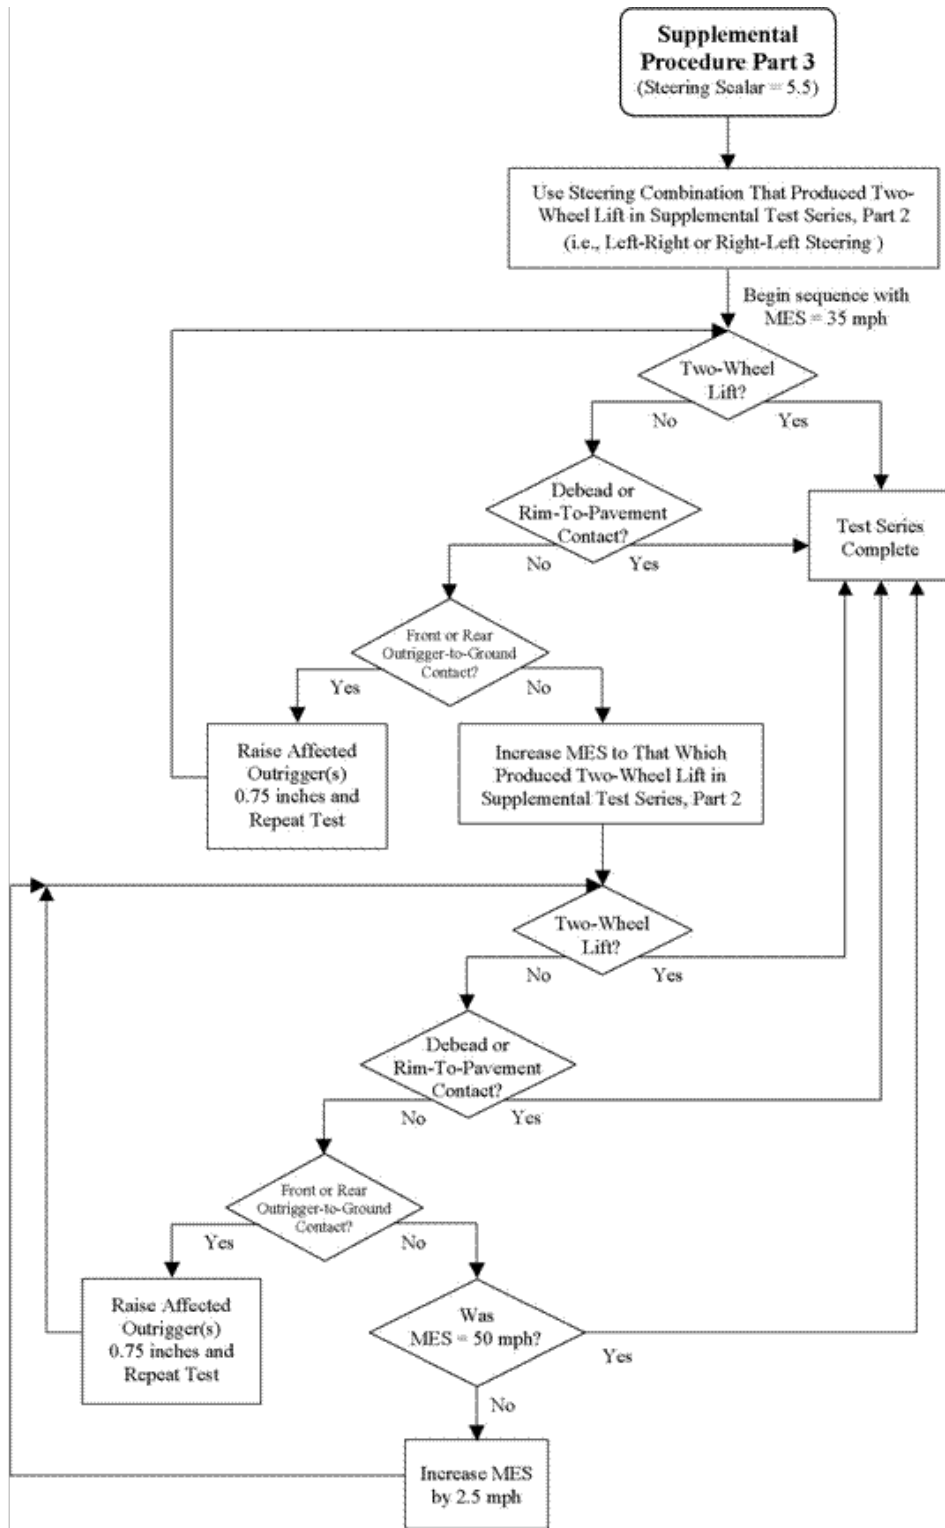 Supplemental
Procedure Part 3
(Steering Scalar = 5.5)
Use Steering Combination That Produced Two-
Wheel Lift in Supplemental Test Series, Part 2
(i.e., Left-Right or Right-Left Steering )
Begin sequence with
MES = 35 mph
Two-Wheel
Lift?
No
Yes
Debead or
Rim-To-Pavement
Contact?
Test Series
Complete
No
Yes
Front or Rear
Outrigger-to-Ground
Contact?
Yes
No
Raise Affected
Outrigger(s)
0.75 inches and
Repeat Test
Increase MES to That Which
Produced Two-Wheel Lift in
Supplemental Test Series, Part 2
Two-Wheel
Lift?
No
Yes
Debead or
Rim-To-Pavement
Contact?
No
Yes
Front or Rear
Outrigger-to-Ground
Contact?
Yes
No
Raise Affected
Outrigger(s)
0.75 inches and
Repeat Test
Was
MES = 50 mph?
Yes
No
Increase MES
by 2.5 mph